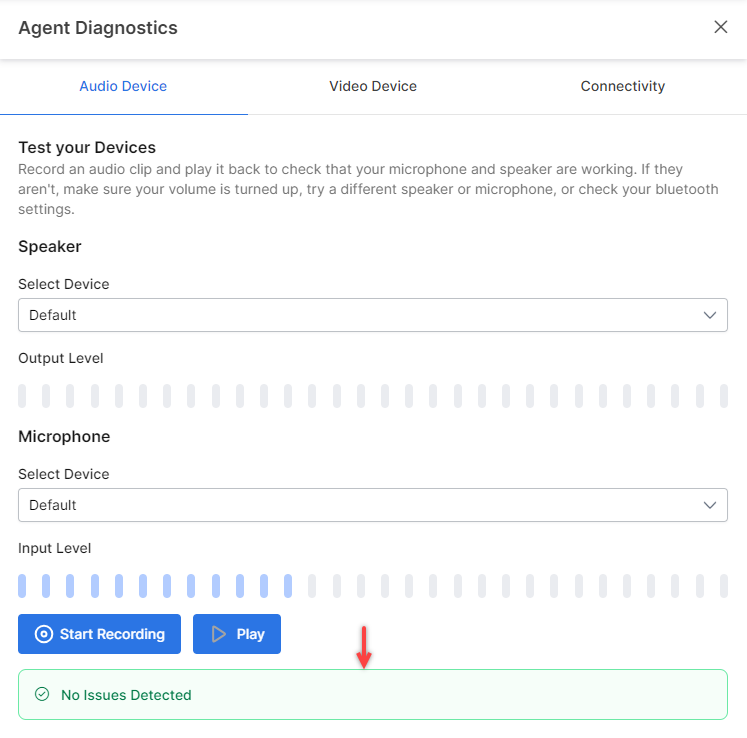 Agent Diagnostics
Audio Device
Video Device
Connectivity
Test your Devices
Record an audio clip and play it back to check that your microphone and speaker are working. If they
aren't, make sure your volume is turned up, try a different speaker or microphone, or check your bluetooth
settings.
Speaker
Select Device
Default
Output Level
Microphone
Select Device
Default
Input Level
Start Recording
Play
No Issues Detected